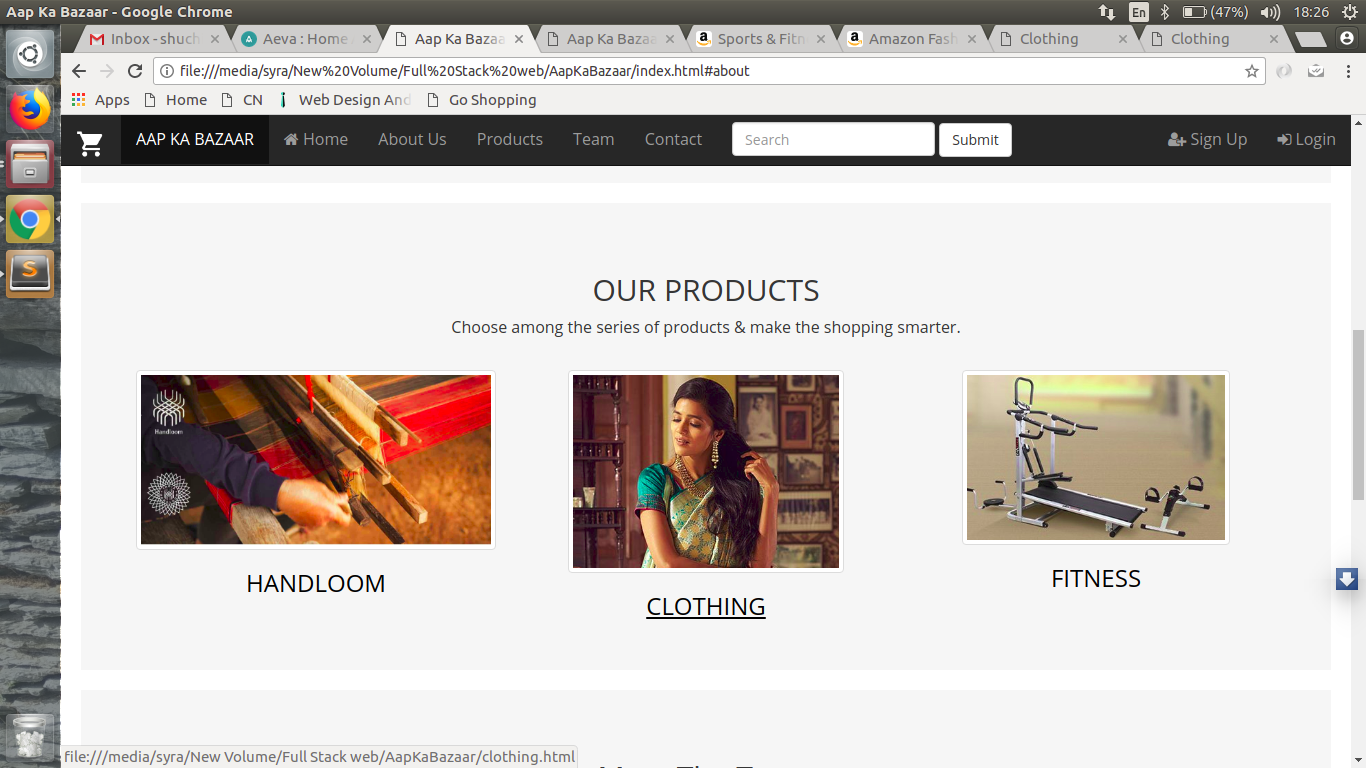 Aap Ka Bazaar - Google Chrome
En (47%) 18:26
Inbox - shuch Aeva : Home Aap Ka Bazaa Aap Ka Bazaa Sports & Fitn Amazon Fash Clothing Clothing
file:///media/syra/New%20Volume/Full%20Stack%20web/AapKaBazaar/index.html#about
Apps Home CN Web Design And Go Shopping
AAP KA BAZAAR Home About Us Products Team Contact Search Submit Sign Up Login
OUR PRODUCTS
Choose among the series of products & make the shopping smarter.
Handloom
HANDLOOM
CLOTHING
FITNESS
file:///media/syra/New Volume/Full Stack web/AapKaBazaar/clothing.html